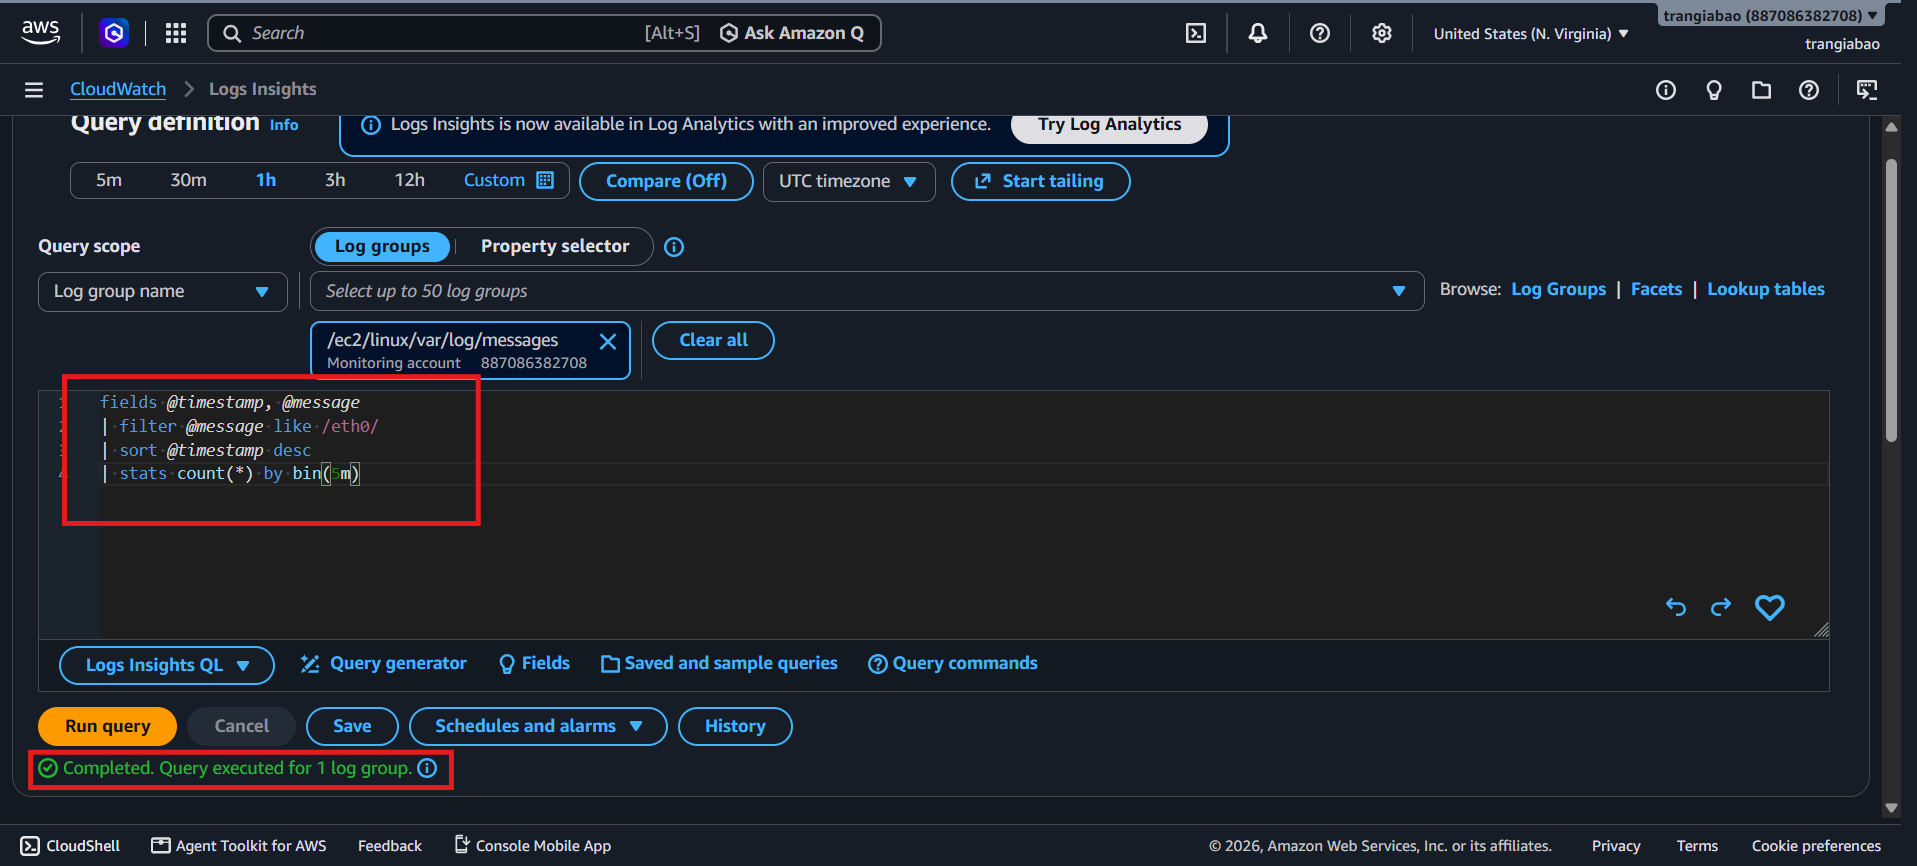 aws
Search [Alt+S] Ask Amazon Q
United States (N. Virginia)
trangiabao (887086382708)
trangiabao
CloudWatch Logs Insights
Query definition Info
Logs Insights is now available in Log Analytics with an improved experience. Try Log Analytics
5m 30m 1h 3h 12h Custom Compare (Off) UTC timezone Start tailing
Query scope Log groups Property selector
Log group name Select up to 50 log groups Browse: Log Groups | Facets | Lookup tables
/ec2/linux/var/log/messages Clear all
Monitoring account 887086382708
fields @timestamp, @message
| filter @message like /eth0/
| sort @timestamp desc
4 | stats count(*) by bin(5m)
Logs Insights QL Query generator Fields Saved and sample queries Query commands
Run query Cancel Save Schedules and alarms History
Completed. Query executed for 1 log group.
CloudShell Agent Toolkit for AWS Feedback Console Mobile App © 2026, Amazon Web Services, Inc. or its affiliates. Privacy Terms Cookie preferences